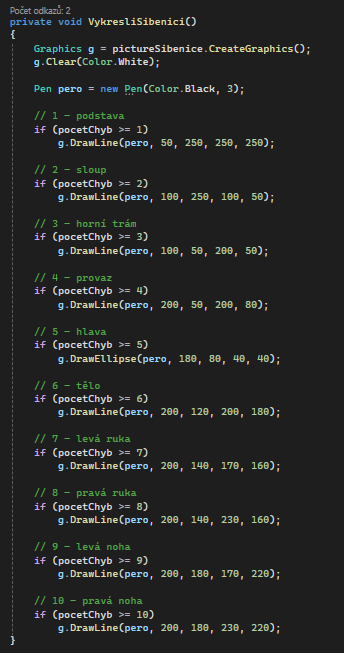 Počet odkazů: 2
private void VykresliSibenici()
{
    Graphics g = pictureSibenice.CreateGraphics();
    g.Clear(Color.White);

    Pen pero = new Pen(Color.Black, 3);

    // 1 - podstava
    if (pocetChyb >= 1)
        g.DrawLine(pero, 50, 250, 250, 250);

    // 2 - sloup
    if (pocetChyb >= 2)
        g.DrawLine(pero, 100, 250, 100, 50);

    // 3 - horní trám
    if (pocetChyb >= 3)
        g.DrawLine(pero, 100, 50, 200, 50);

    // 4 - provaz
    if (pocetChyb >= 4)
        g.DrawLine(pero, 200, 50, 200, 80);

    // 5 - hlava
    if (pocetChyb >= 5)
        g.DrawEllipse(pero, 180, 80, 40, 40);

    // 6 - tělo
    if (pocetChyb >= 6)
        g.DrawLine(pero, 200, 120, 200, 180);

    // 7 - levá ruka
    if (pocetChyb >= 7)
        g.DrawLine(pero, 200, 140, 170, 160);

    // 8 - pravá ruka
    if (pocetChyb >= 8)
        g.DrawLine(pero, 200, 140, 230, 160);

    // 9 - levá noha
    if (pocetChyb >= 9)
        g.DrawLine(pero, 200, 180, 170, 220);

    // 10 - pravá noha
    if (pocetChyb >= 10)
        g.DrawLine(pero, 200, 180, 230, 220);
}